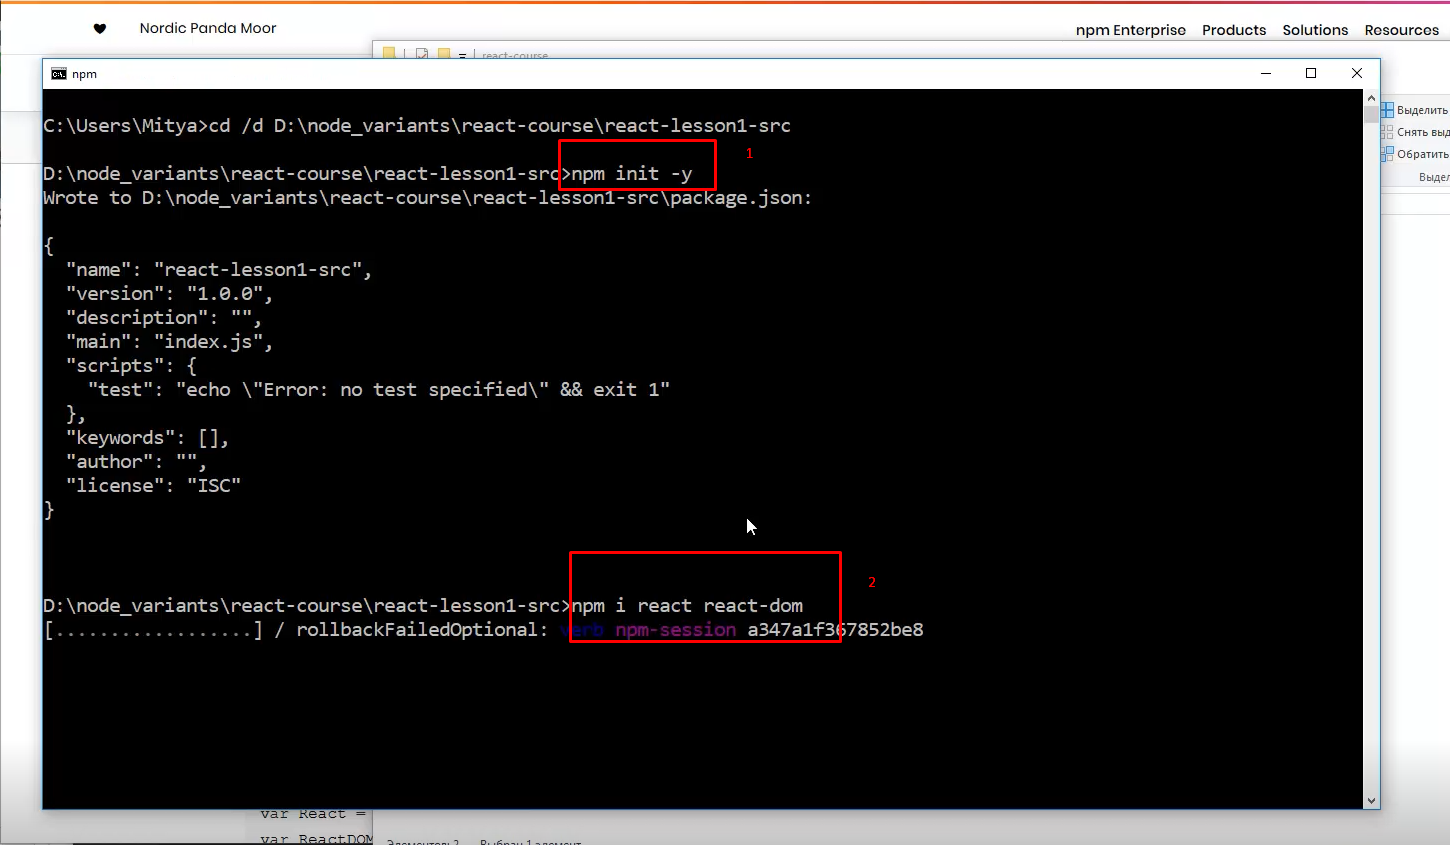 Nordic Panda Moor
npm Enterprise Products Solutions Resources
react-course
npm
C:\Users\Mitya>cd /d D:\node_variants\react-course\react-lesson1-src
1
D:\node_variants\react-course\react-lesson1-src>npm init -y
Wrote to D:\node_variants\react-course\react-lesson1-src\package.json:
{
"name": "react-lesson1-src",
"version": "1.0.0",
"description": "",
"main": "index.js",
"scripts": {
"test": "echo \"Error: no test specified\" && exit 1"
},
"keywords": [],
"author": "",
"license": "ISC"
}
2
D:\node_variants\react-course\react-lesson1-src>npm i react react-dom
[..................] / rollbackFailedOptional: verb npm-session a347a1f367852be8
Выделить
Снять выд
Обратить
Выдел
var React =
var ReactDOM
Выбран 1 элемент